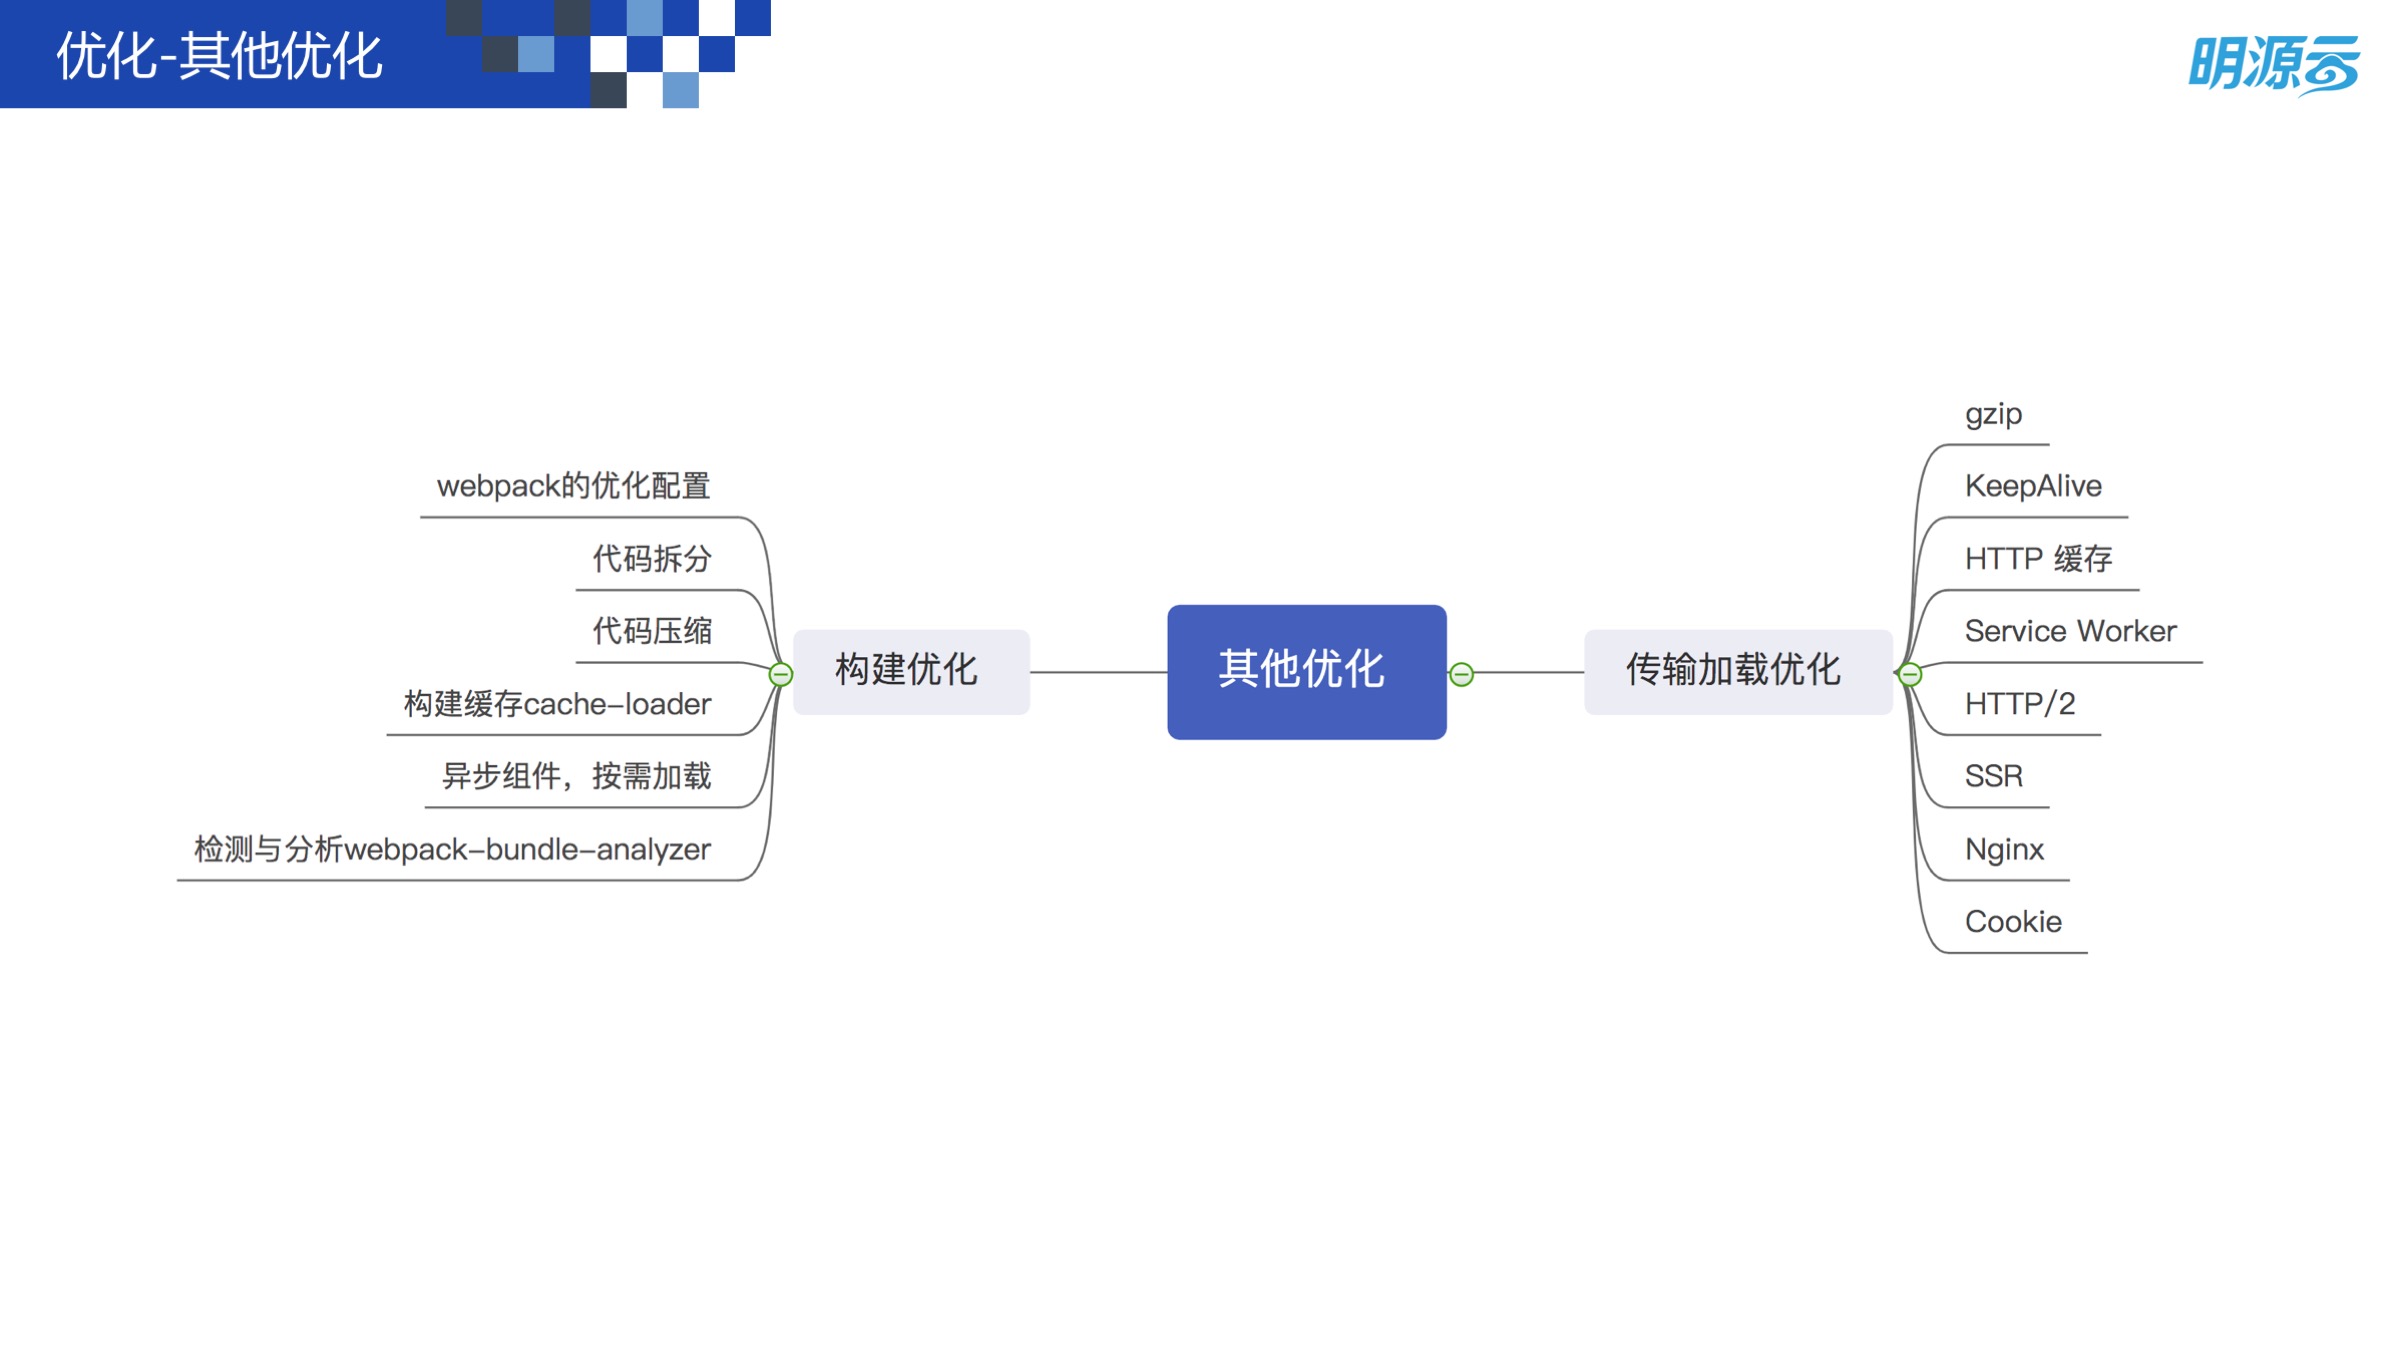 优化-其他优化
明源云
webpack的优化配置
代码拆分
代码压缩
构建缓存cache-loader
异步组件，按需加载
检测与分析webpack-bundle-analyzer
构建优化
其他优化
传输加载优化
gzip
KeepAlive
HTTP 缓存
Service Worker
HTTP/2
SSR
Nginx
Cookie